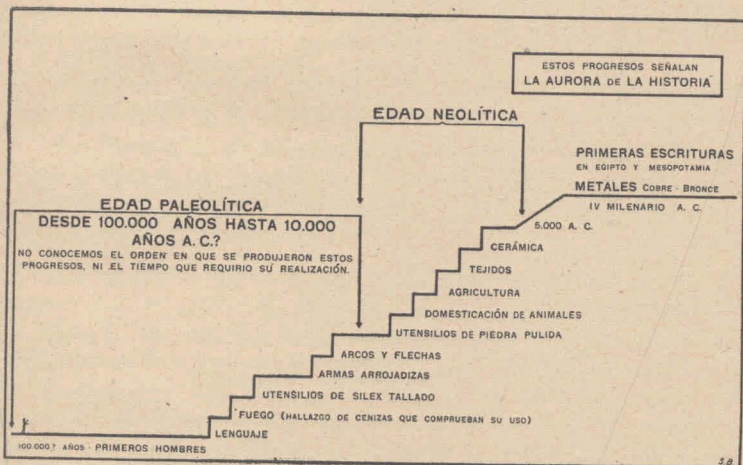 ESTOS PROGRESOS SEÑALAN
LA AURORA DE LA HISTORIA
EDAD NEOLÍTICA
PRIMERAS ESCRITURAS
EN EGIPTO Y MESOPOTAMIA
METALES COBRE - BRONCE
IV MILENARIO A. C.
5.000 A. C.
EDAD PALEOLÍTICA
DESDE 100.000 AÑOS HASTA 10.000
AÑOS A. C.?
NO CONOCEMOS EL ORDEN EN QUE SE PRODUJERON ESTOS
PROGRESOS, NI EL TIEMPO QUE REQUIRIO SU REALIZACIÓN.
CERÁMICA
TEJIDOS
AGRICULTURA
DOMESTICACIÓN DE ANIMALES
UTENSILIOS DE PIEDRA PULIDA
ARCOS Y FLECHAS
ARMAS ARROJADIZAS
UTENSILIOS DE SILEX TALLADO
FUEGO (HALLAZGO DE CENIZAS QUE COMPRUEBAN SU USO)
LENGUAJE
100.000? AÑOS - PRIMEROS HOMBRES